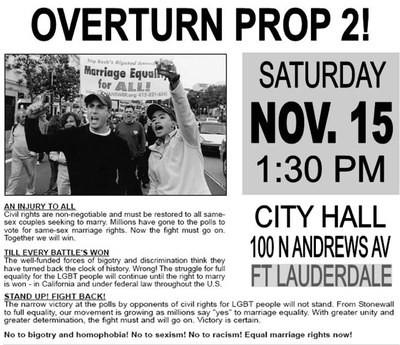 OVERTURN PROP 2!
Marriage Equality
for ALL!
SATURDAY
NOV. 15
1:30 PM
CITY HALL
100 N ANDREWS AV
FT LAUDERDALE
AN INJURY TO ALL
Civil rights are non-negotiable and must be restored to all same-
sex couples seeking to marry. Millions have gone to the polls to
vote for same-sex marriage rights. Now the fight must go on.
Together we will win.
TILL EVERY BATTLE'S WON
The well-funded forces of bigotry and discrimination think they
have turned back the clock of history. Wrong! The struggle for full
equality for the LGBT people will continue until the right to marry
is won - in California and under federal law throughout the U.S.
STAND UP! FIGHT BACK!
The narrow victory at the polls by opponents of civil rights for LGBT people will not stand. From Stonewall
to full equality, our movement is growing as millions say "yes" to marriage equality. With greater unity and
greater determination, the fight must and will go on. Victory is certain.
No to bigotry and homophobia! No to sexism! No to racism! Equal marriage rights now!